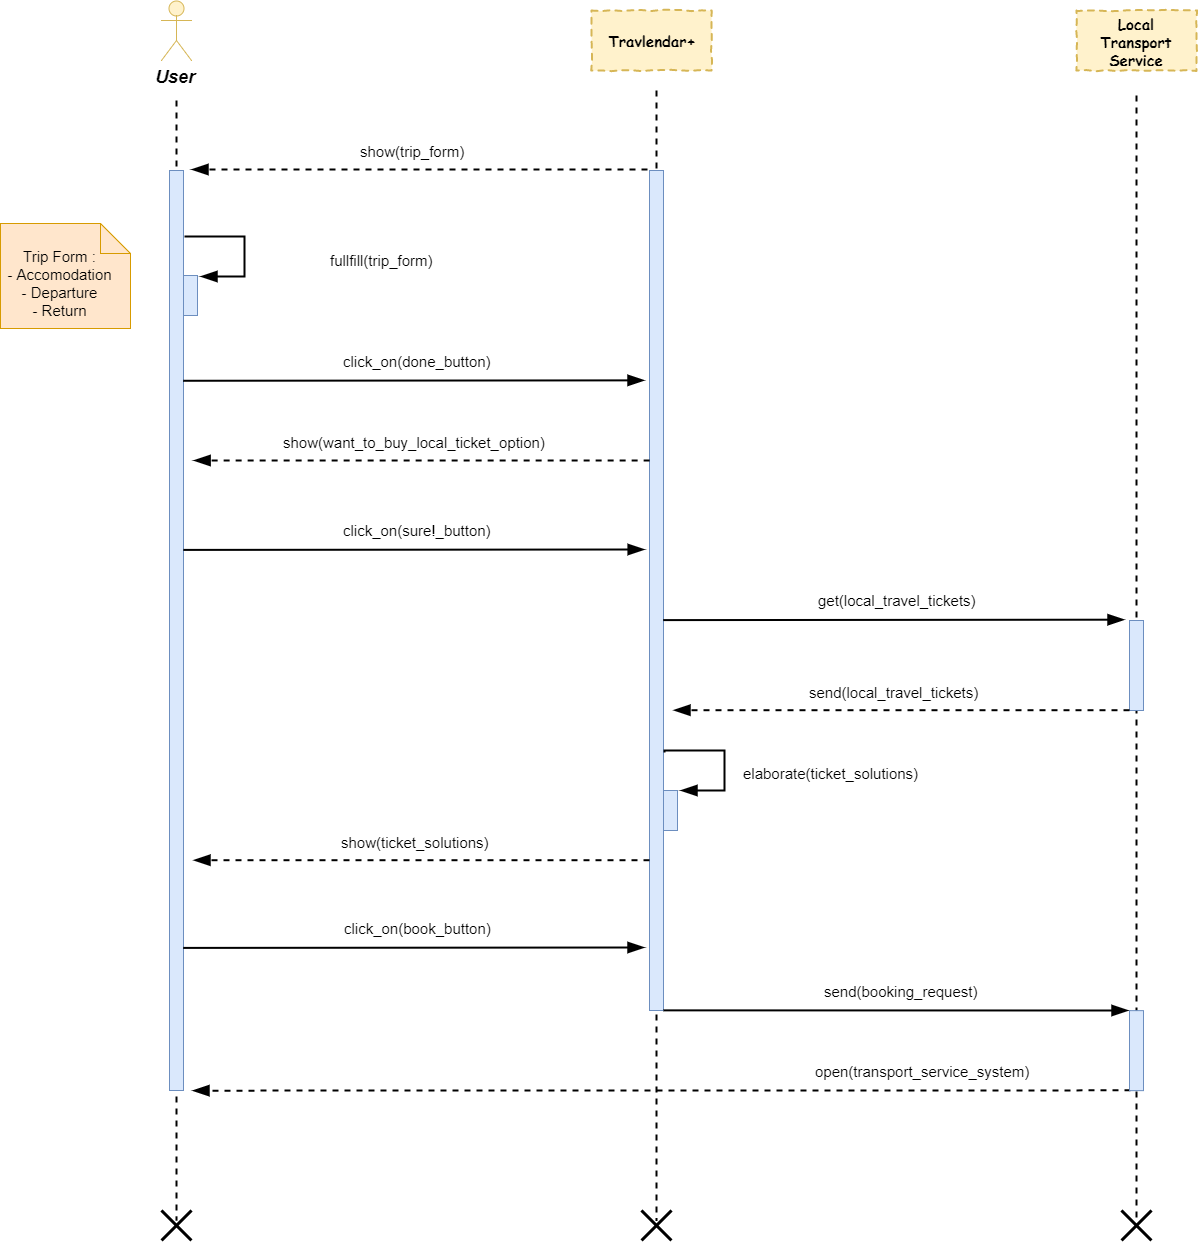 User
Travlendar+
Local
Transport
Service
show(trip_form)
Trip Form :
- Accomodation
- Departure
- Return
fullfill(trip_form)
click_on(done_button)
show(want_to_buy_local_ticket_option)
click_on(sure!_button)
get(local_travel_tickets)
send(local_travel_tickets)
elaborate(ticket_solutions)
show(ticket_solutions)
click_on(book_button)
send(booking_request)
open(transport_service_system)